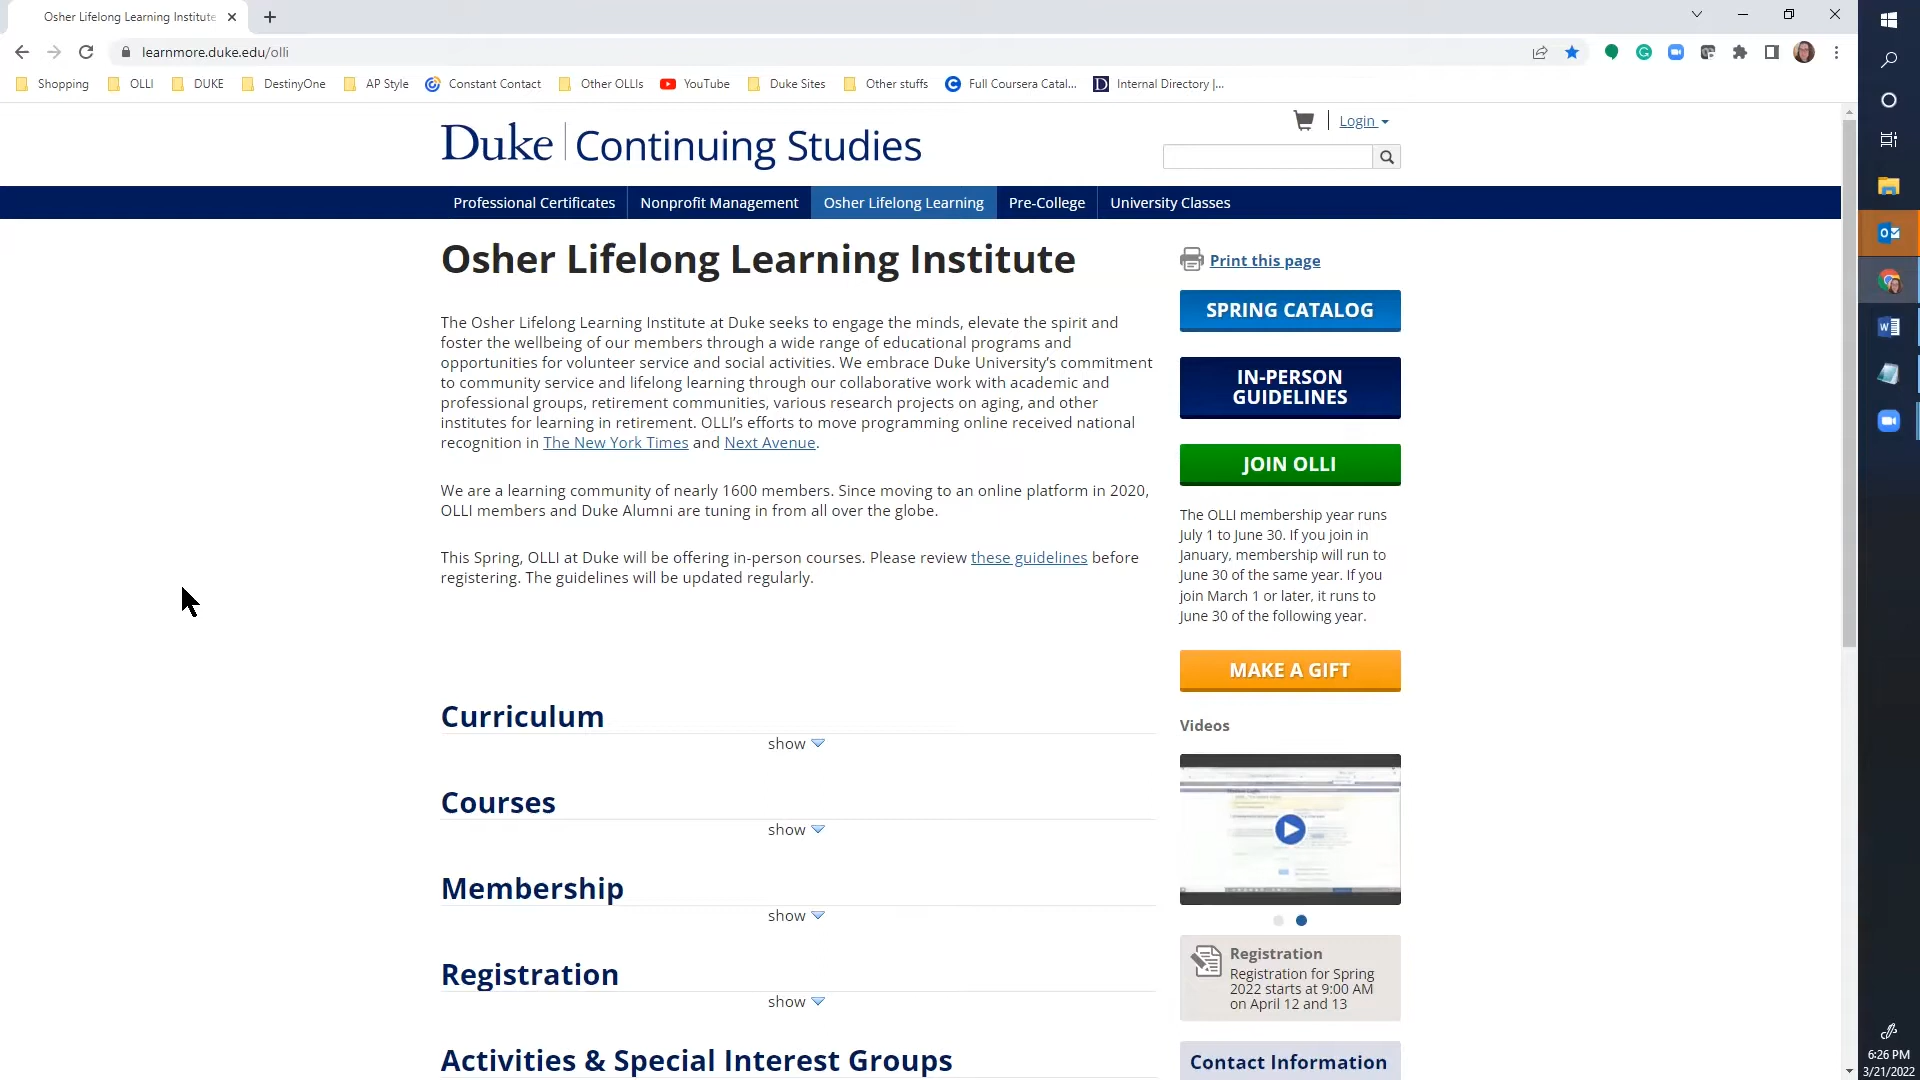 Osher Lifelong Learning Institute
learnmore.duke.edu/olli
Shopping OLLI DUKE DestinyOne AP Style Constant Contact Other OLLIs YouTube Duke Sites Other stuffs Full Coursera Catal... Internal Directory |...
Duke Continuing Studies
Login
Professional Certificates Nonprofit Management Osher Lifelong Learning Pre-College University Classes
Osher Lifelong Learning Institute
The Osher Lifelong Learning Institute at Duke seeks to engage the minds, elevate the spirit and
foster the wellbeing of our members through a wide range of educational programs and
opportunities for volunteer service and social activities. We embrace Duke University's commitment
to community service and lifelong learning through our collaborative work with academic and
professional groups, retirement communities, various research projects on aging, and other
institutes for learning in retirement. OLLI's efforts to move programming online received national
recognition in The New York Times and Next Avenue.
We are a learning community of nearly 1600 members. Since moving to an online platform in 2020,
OLLI members and Duke Alumni are tuning in from all over the globe.
This Spring, OLLI at Duke will be offering in-person courses. Please review these guidelines before
registering. The guidelines will be updated regularly.
Curriculum
show
Courses
show
Membership
show
Registration
show
Activities & Special Interest Groups
Print this page
SPRING CATALOG
IN-PERSON
GUIDELINES
JOIN OLLI
The OLLI membership year runs
July 1 to June 30. If you join in
January, membership will run to
June 30 of the same year. If you
join March 1 or later, it runs to
June 30 of the following year.
MAKE A GIFT
Videos
Registration
Registration for Spring
2022 starts at 9:00 AM
on April 12 and 13
Contact Information
6:26 PM
3/21/2022